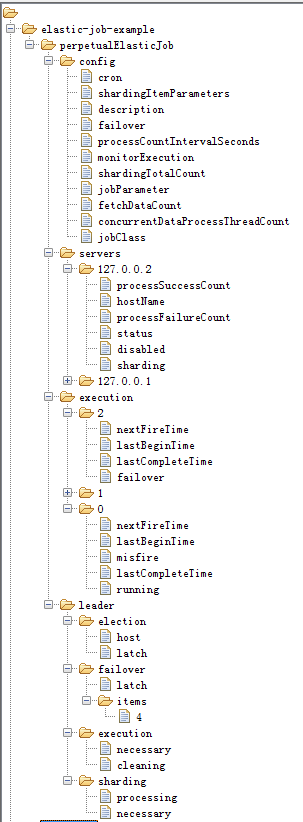 elastic-job-example
perpetualElasticJob
config
cron
shardingItemParameters
description
failover
processCountIntervalSeconds
monitorExecution
shardingTotalCount
jobParameter
fetchDataCount
concurrentDataProcessThreadCount
jobClass
servers
127.0.0.2
processSuccessCount
hostName
processFailureCount
status
disabled
sharding
127.0.0.1
execution
2
nextFireTime
lastBeginTime
lastCompleteTime
failover
1
0
nextFireTime
lastBeginTime
misfire
lastCompleteTime
running
leader
election
host
latch
failover
latch
items
4
execution
necessary
cleaning
sharding
processing
necessary